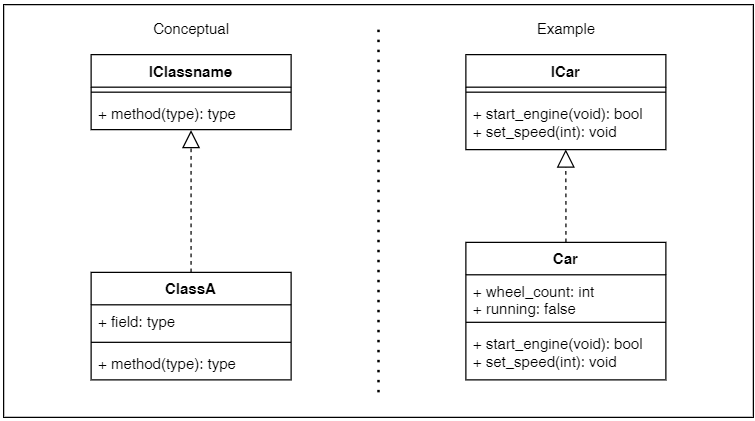 Conceptual
IClassname
+ method(type): type
ClassA
+ field: type
+ method(type): type
Example
ICar
+ start_engine(void): bool
+ set_speed(int): void
Car
+ wheel_count: int
+ running: false
+ start_engine(void): bool
+ set_speed(int): void